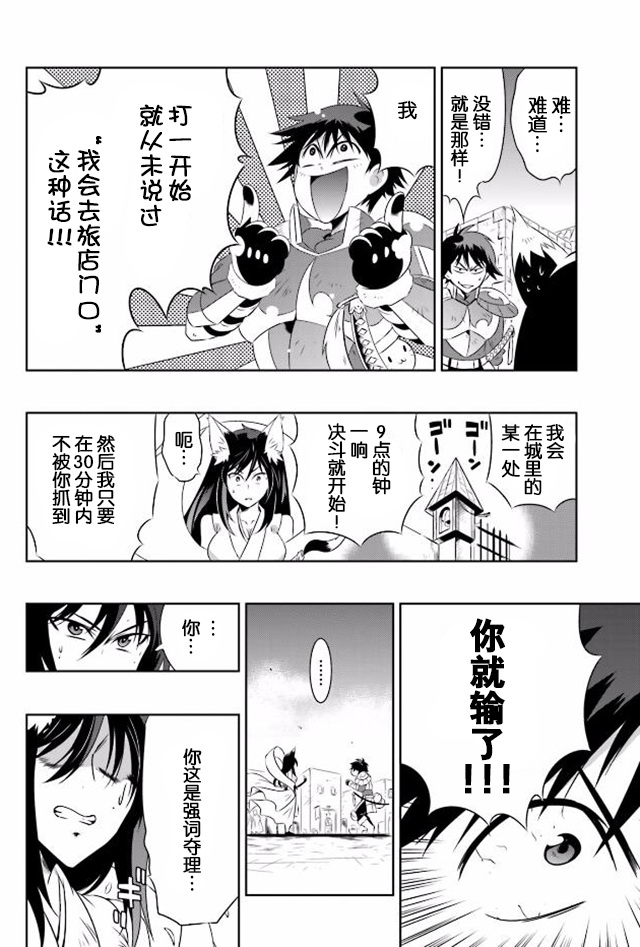 难…
难道…
没错…
就是那样！
我
打一开始
就从未说过
“我会去旅店门口”
这种话!!!
我会
在城里的
某一处
ゴーン
ゴーン
9点的钟
一响
决斗就开始！
呃…
然后我只要
在30分钟内
不被你抓到
你就输了!!!
……
你…
你这是强词夺理…